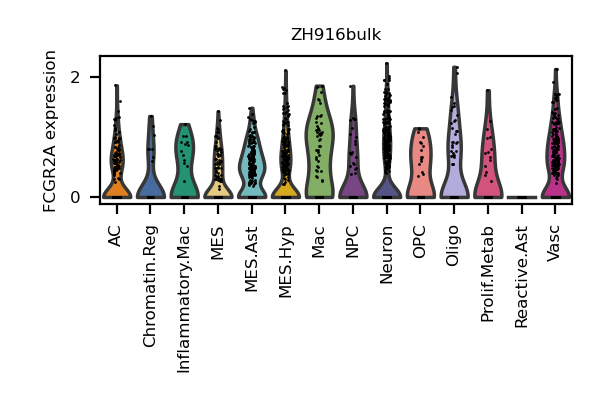 ZH916bulk
FCGR2A expression
2
0
AC
Chromatin.Reg
Inflammatory.Mac
MES
MES.Ast
MES.Hyp
Mac
NPC
Neuron
OPC
Oligo
Prolif.Metab
Reactive.Ast
Vasc